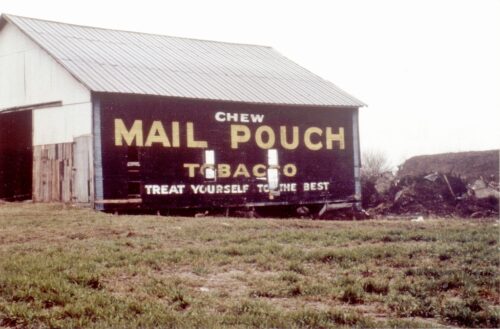 CHEW
MAIL POUCH
TOBACCO
TREAT YOURSELF TO THE BEST